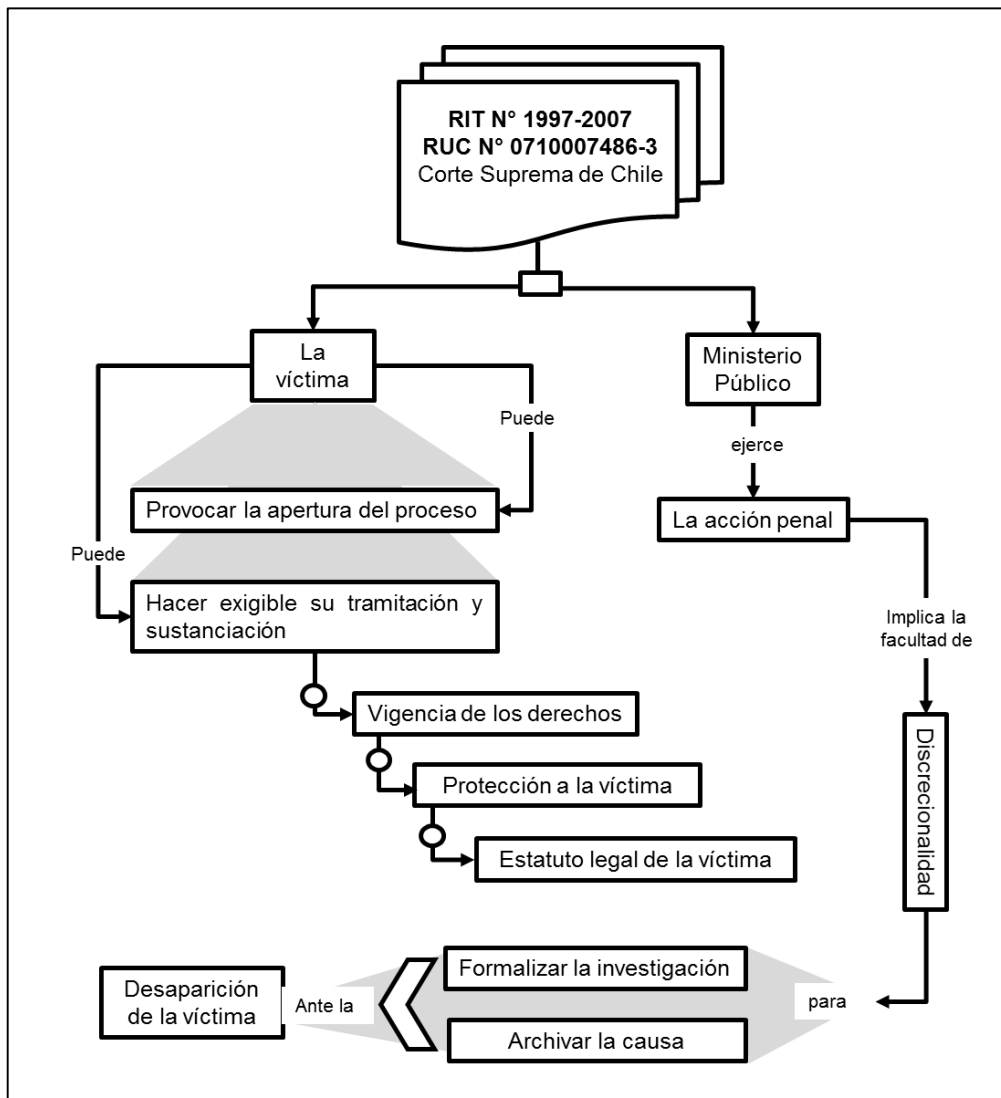 RIT N° 1997-2007
RUC N° 0710007486-3
Corte Suprema de Chile
La
víctima
Puede
Provocar la apertura del proceso
Puede
Hacer exigible su tramitación y
sustanciación
Vigencia de los derechos
Protección a la víctima
Estatuto legal de la víctima
Ministerio
Público
ejerce
La acción penal
Implica la
facultad de
Discrecionalidad
para
Formalizar la investigación
Archivar la causa
Ante la
Desaparición
de la víctima